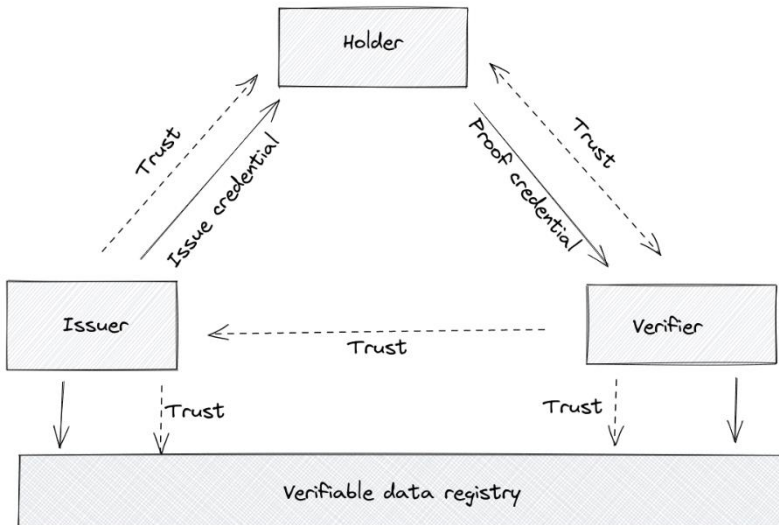 Holder
Trust
Issue credential
Proof credential
Trust
Issuer
Trust
Verifier
Trust
Trust
Verifiable data registry